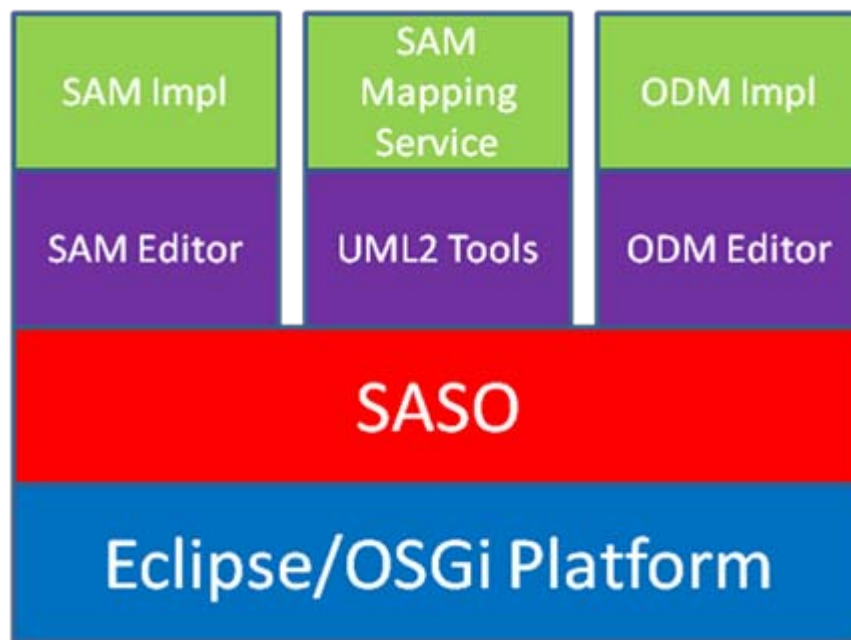 SAM Impl
SAM
Mapping
Service
ODM Impl
SAM Editor
UML2 Tools
ODM Editor
SASO
Eclipse/OSGi Platform